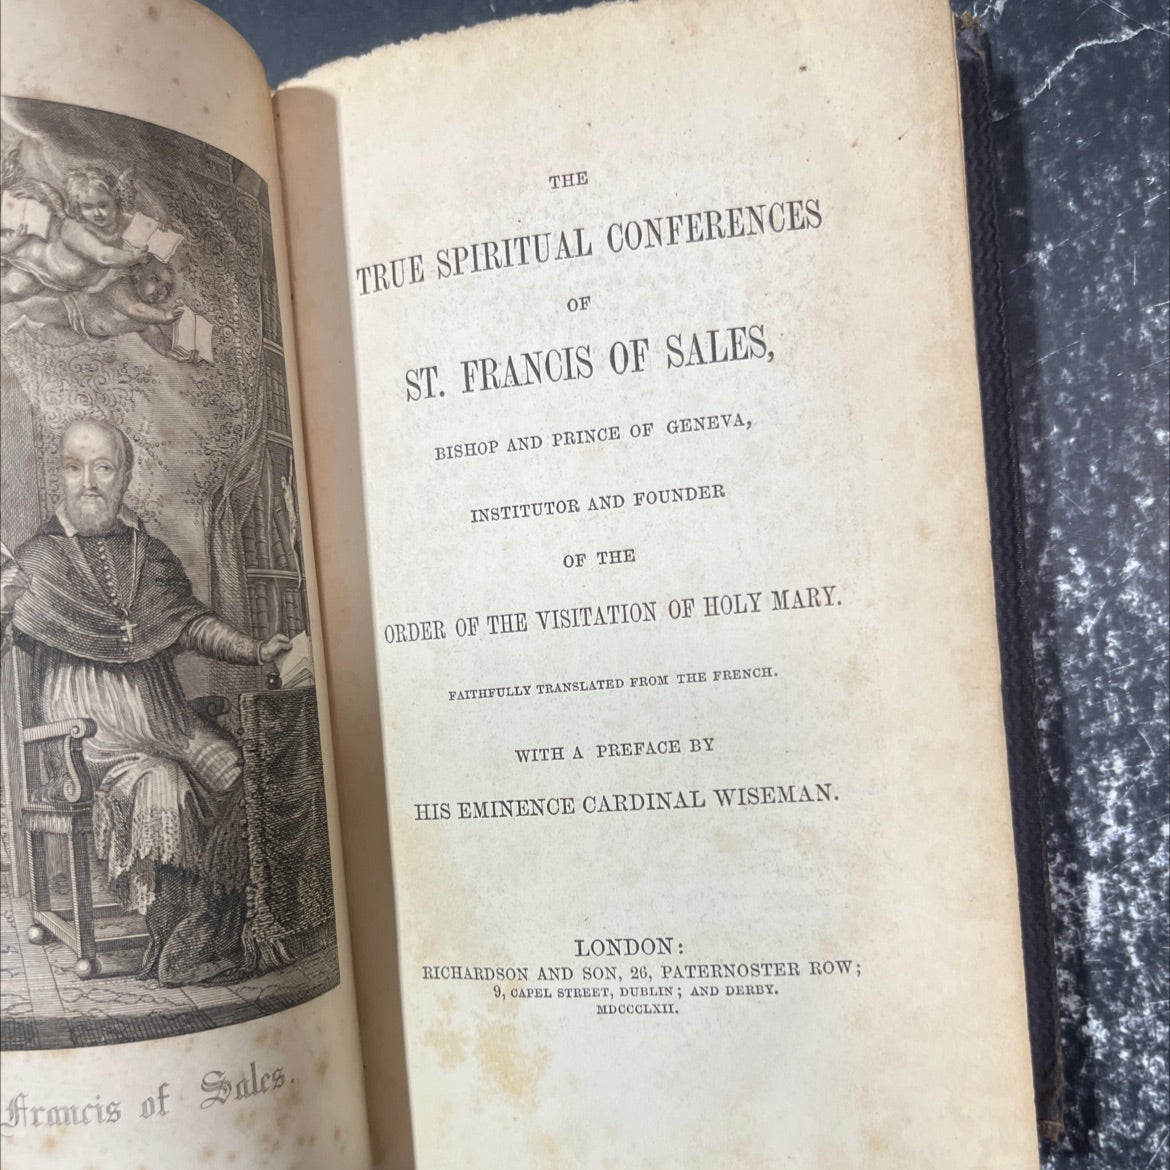 Francis of Sales.
THE
TRUE SPIRITUAL CONFERENCES
OF
ST. FRANCIS OF SALES,
BISHOP AND PRINCE OF GENEVA,
INSTITUTOR AND FOUNDER
OF THE
ORDER OF THE VISITATION OF HOLY MARY.
FAITHFULLY TRANSLATED FROM THE FRENCH.
WITH A PREFACE BY
HIS EMINENCE CARDINAL WISEMAN.
LONDON:
RICHARDSON AND SON, 26, PATERNOSTER ROW;
9, CAPEL STREET, DUBLIN; AND DERBY.
MDCCCLXII.